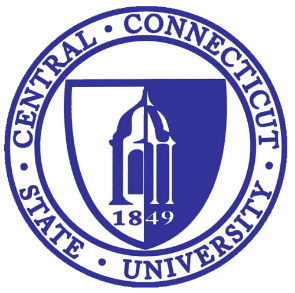 CENTRAL · CONNECTICUT · STATE · UNIVERSITY ·
1849